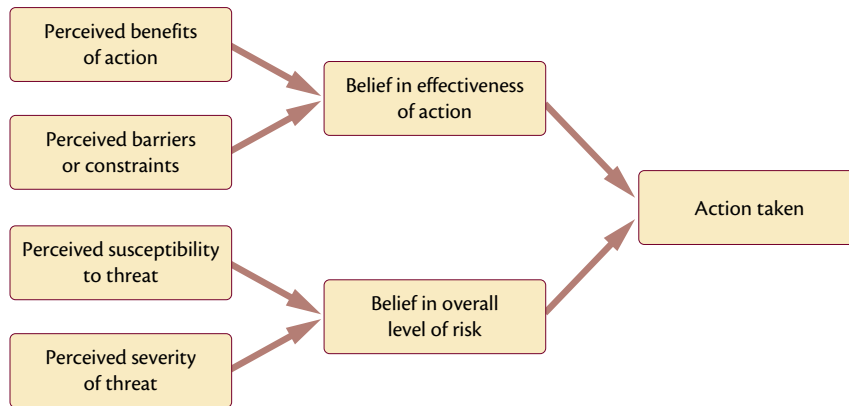 Perceived benefits
of action
Perceived barriers
or constraints
Belief in effectiveness
of action
Perceived susceptibility
to threat
Perceived severity
of threat
Belief in overall
level of risk
Action taken